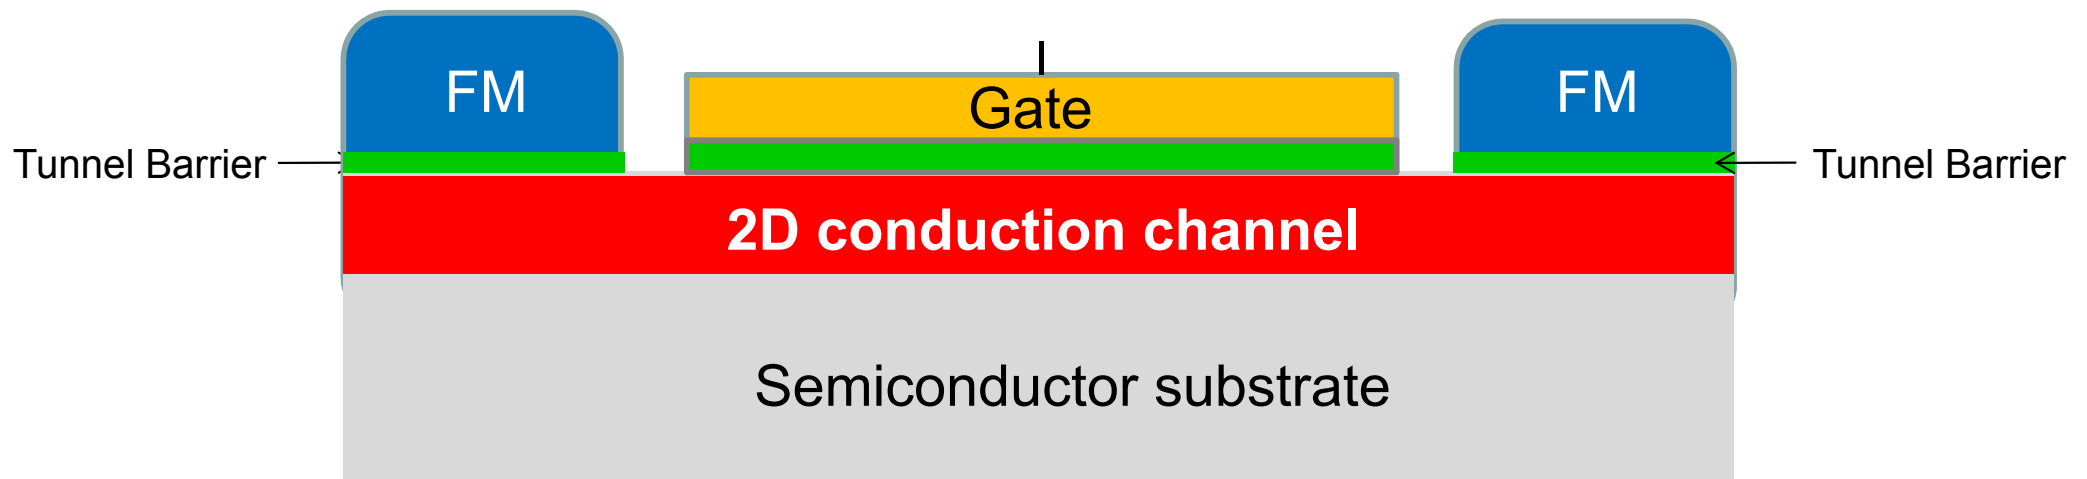 FM
Gate
FM
Tunnel Barrier
Tunnel Barrier
2D conduction channel
Semiconductor substrate